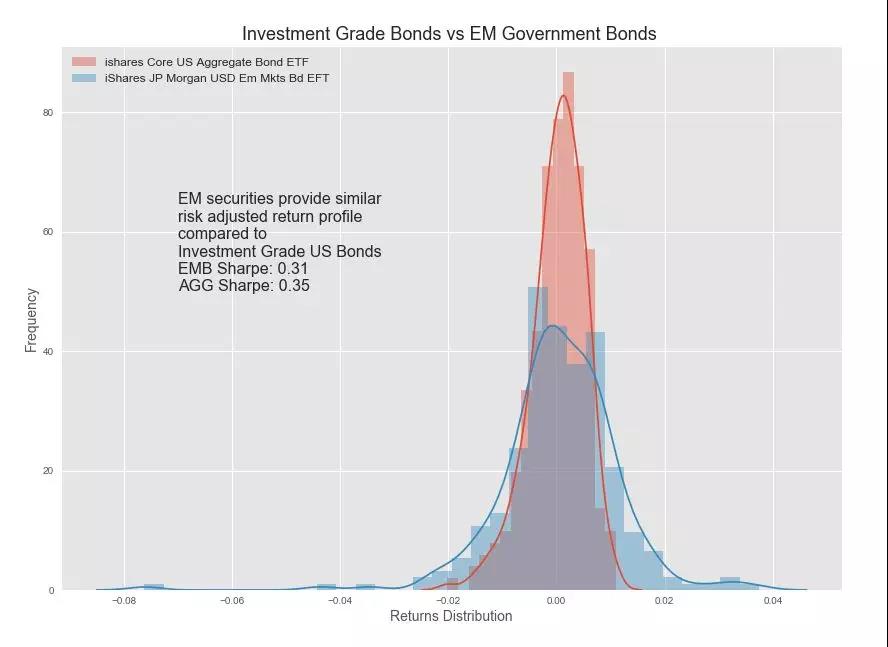 Investment Grade Bonds vs EM Government Bonds
ishares Core US Aggregate Bond ETF
iShares JP Morgan USD Em Mkts Bd EFT
80
60
40
20
0
Frequency
EM securities provide similar
risk adjusted return profile
compared to
Investment Grade US Bonds
EMB Sharpe: 0.31
AGG Sharpe: 0.35
−0.08
−0.06
−0.04
−0.02
0.00
0.02
0.04
Returns Distribution